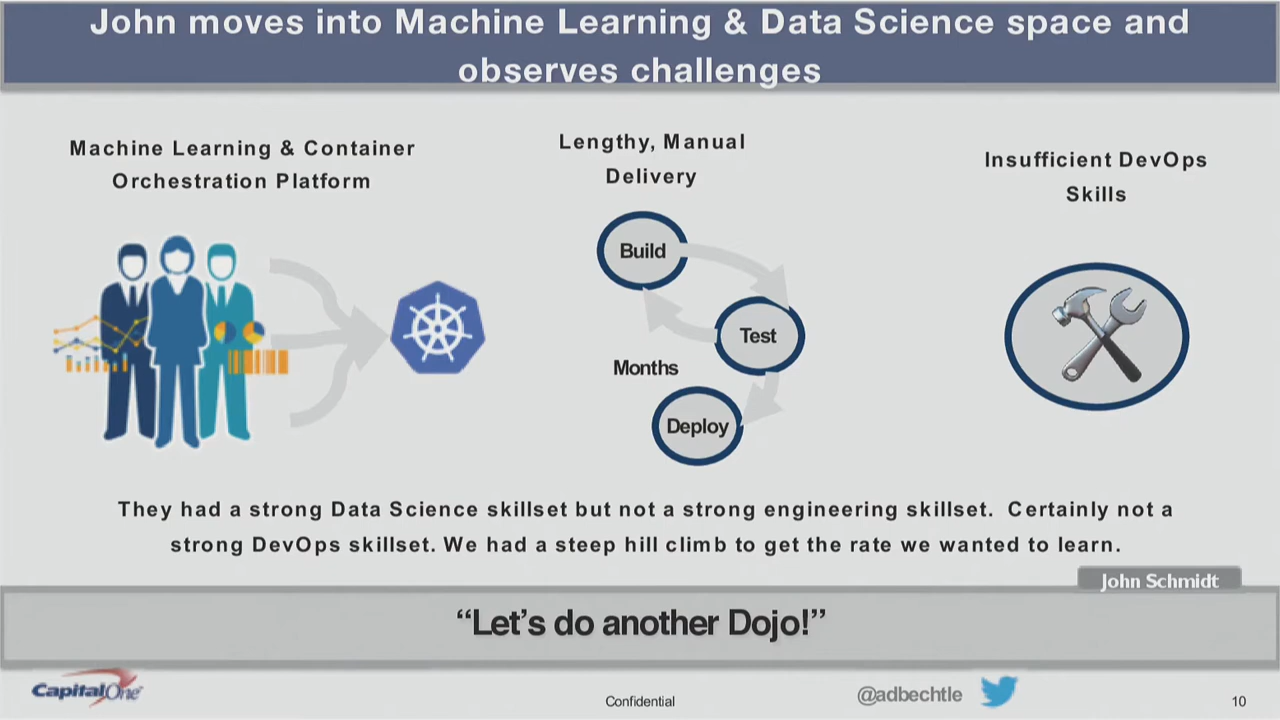 John moves into Machine Learning & Data Science space and
observes challenges
Machine Learning & Container
Orchestration Platform
Lengthy, Manual
Delivery
Insufficient DevOps
Skills
Build
Test
Months
Deploy
They had a strong Data Science skillset but not a strong engineering skillset. Certainly not a
strong DevOps skillset. We had a steep hill climb to get the rate we wanted to learn.
John Schmidt
“Let’s do another Dojo!”
CapitalOne
Confidential
@adbechtle
10